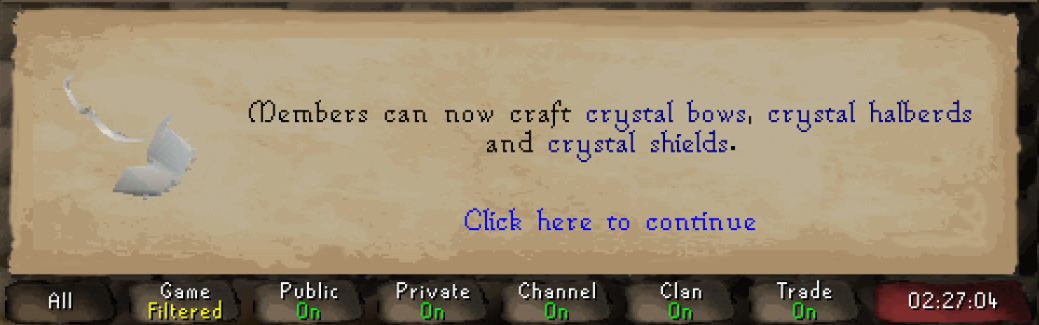 Members can now craft crystal bows, crystal halberds
and crystal shields.
Click here to continue
All
Game
Filtered
Public
On
Private
On
Channel
On
Clan
On
Trade
On
02:27:04